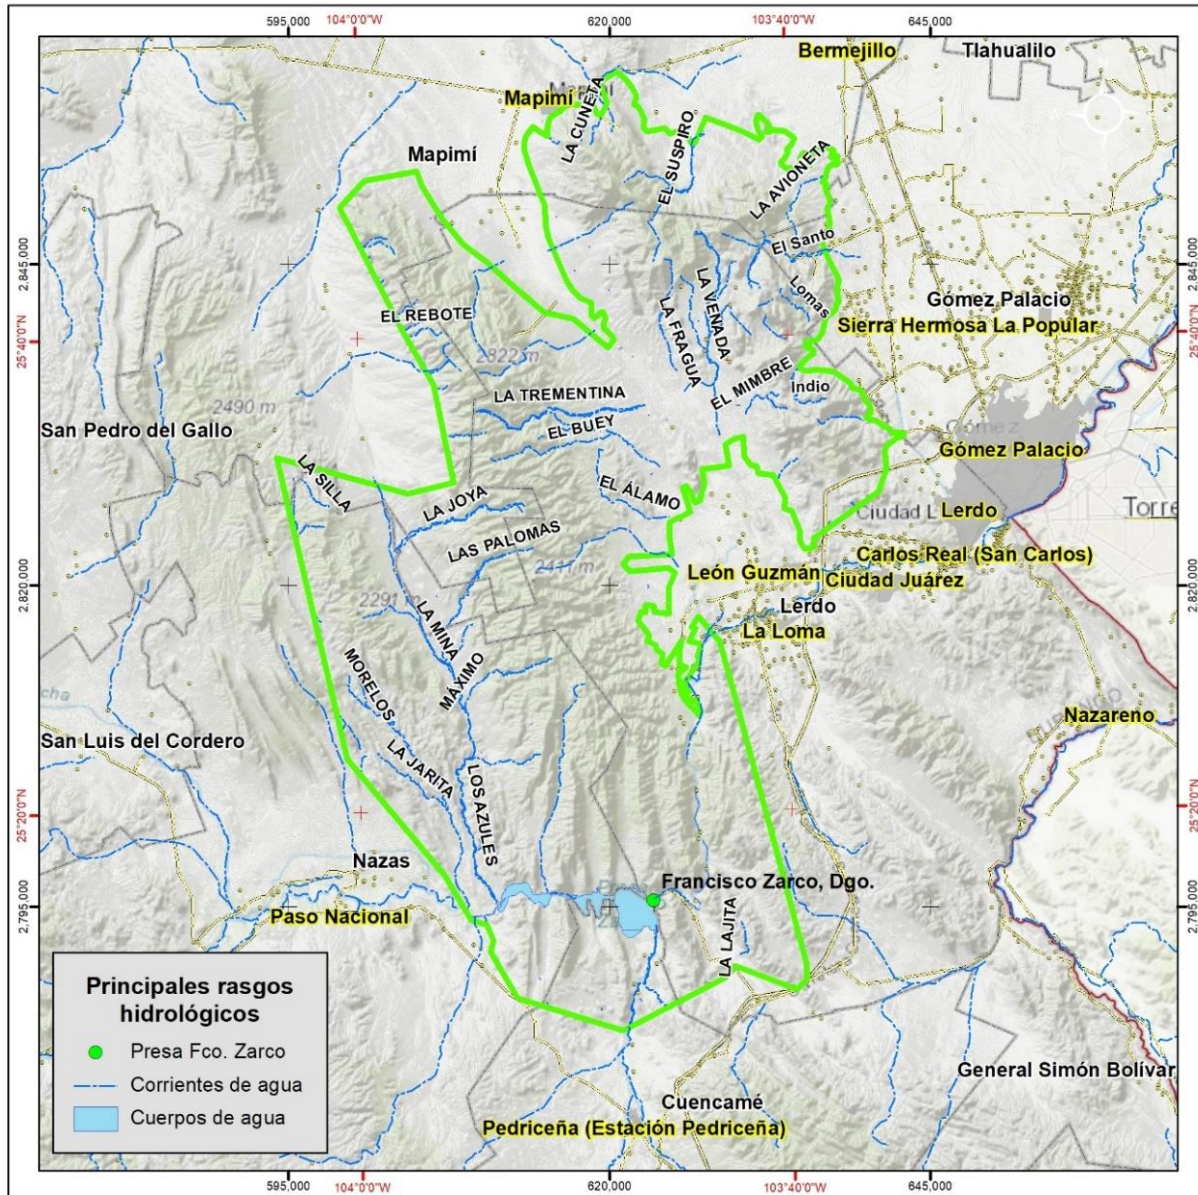 595,000
620,000
645,000
104°0'0"W
103°40'0"W
Bermejillo
Tlahualilo
Mapimí
LA CUNETA
EL SUSPIRO
LA AVIONETA
Mapimí
El Santo
2,845,000
2,845,000
LA VENADA
Lomas
Gómez Palacio
EL REBOTE
LA FRAGUA
Sierra Hermosa La Popular
25°40'0"N
25°40'0"N
2822 m
EL MIMBRE
Indio
LA TREMENTINA
2490 m
EL BUEY
San Pedro del Gallo
Gómez
Gómez Palacio
LA SILLA
EL ÁLAMO
LA JOYA
Ciudad L
Lerdo
Torre
LAS PALOMAS
Carlos Real (San Carlos)
León Guzmán
Ciudad Juárez
2,820,000
2,820,000
2291 m
Lerdo
LA MINA
La Loma
MÁXIMO
MORELOS
Nazareno
San Luis del Cordero
LA JARITA
LOS AZULES
25°20'0"N
25°20'0"N
Nazas
Francisco Zarco, Dgo.
2,795,000
2,795,000
Paso Nacional
LA LAJITA
Principales rasgos
hidrológicos
Presa Fco. Zarco
Corrientes de agua
Cuerpos de agua
General Simón Bolívar
Cuencamé
Pedriceña (Estación Pedriceña)
595,000
620,000
645,000
104°0'0"W
103°40'0"W